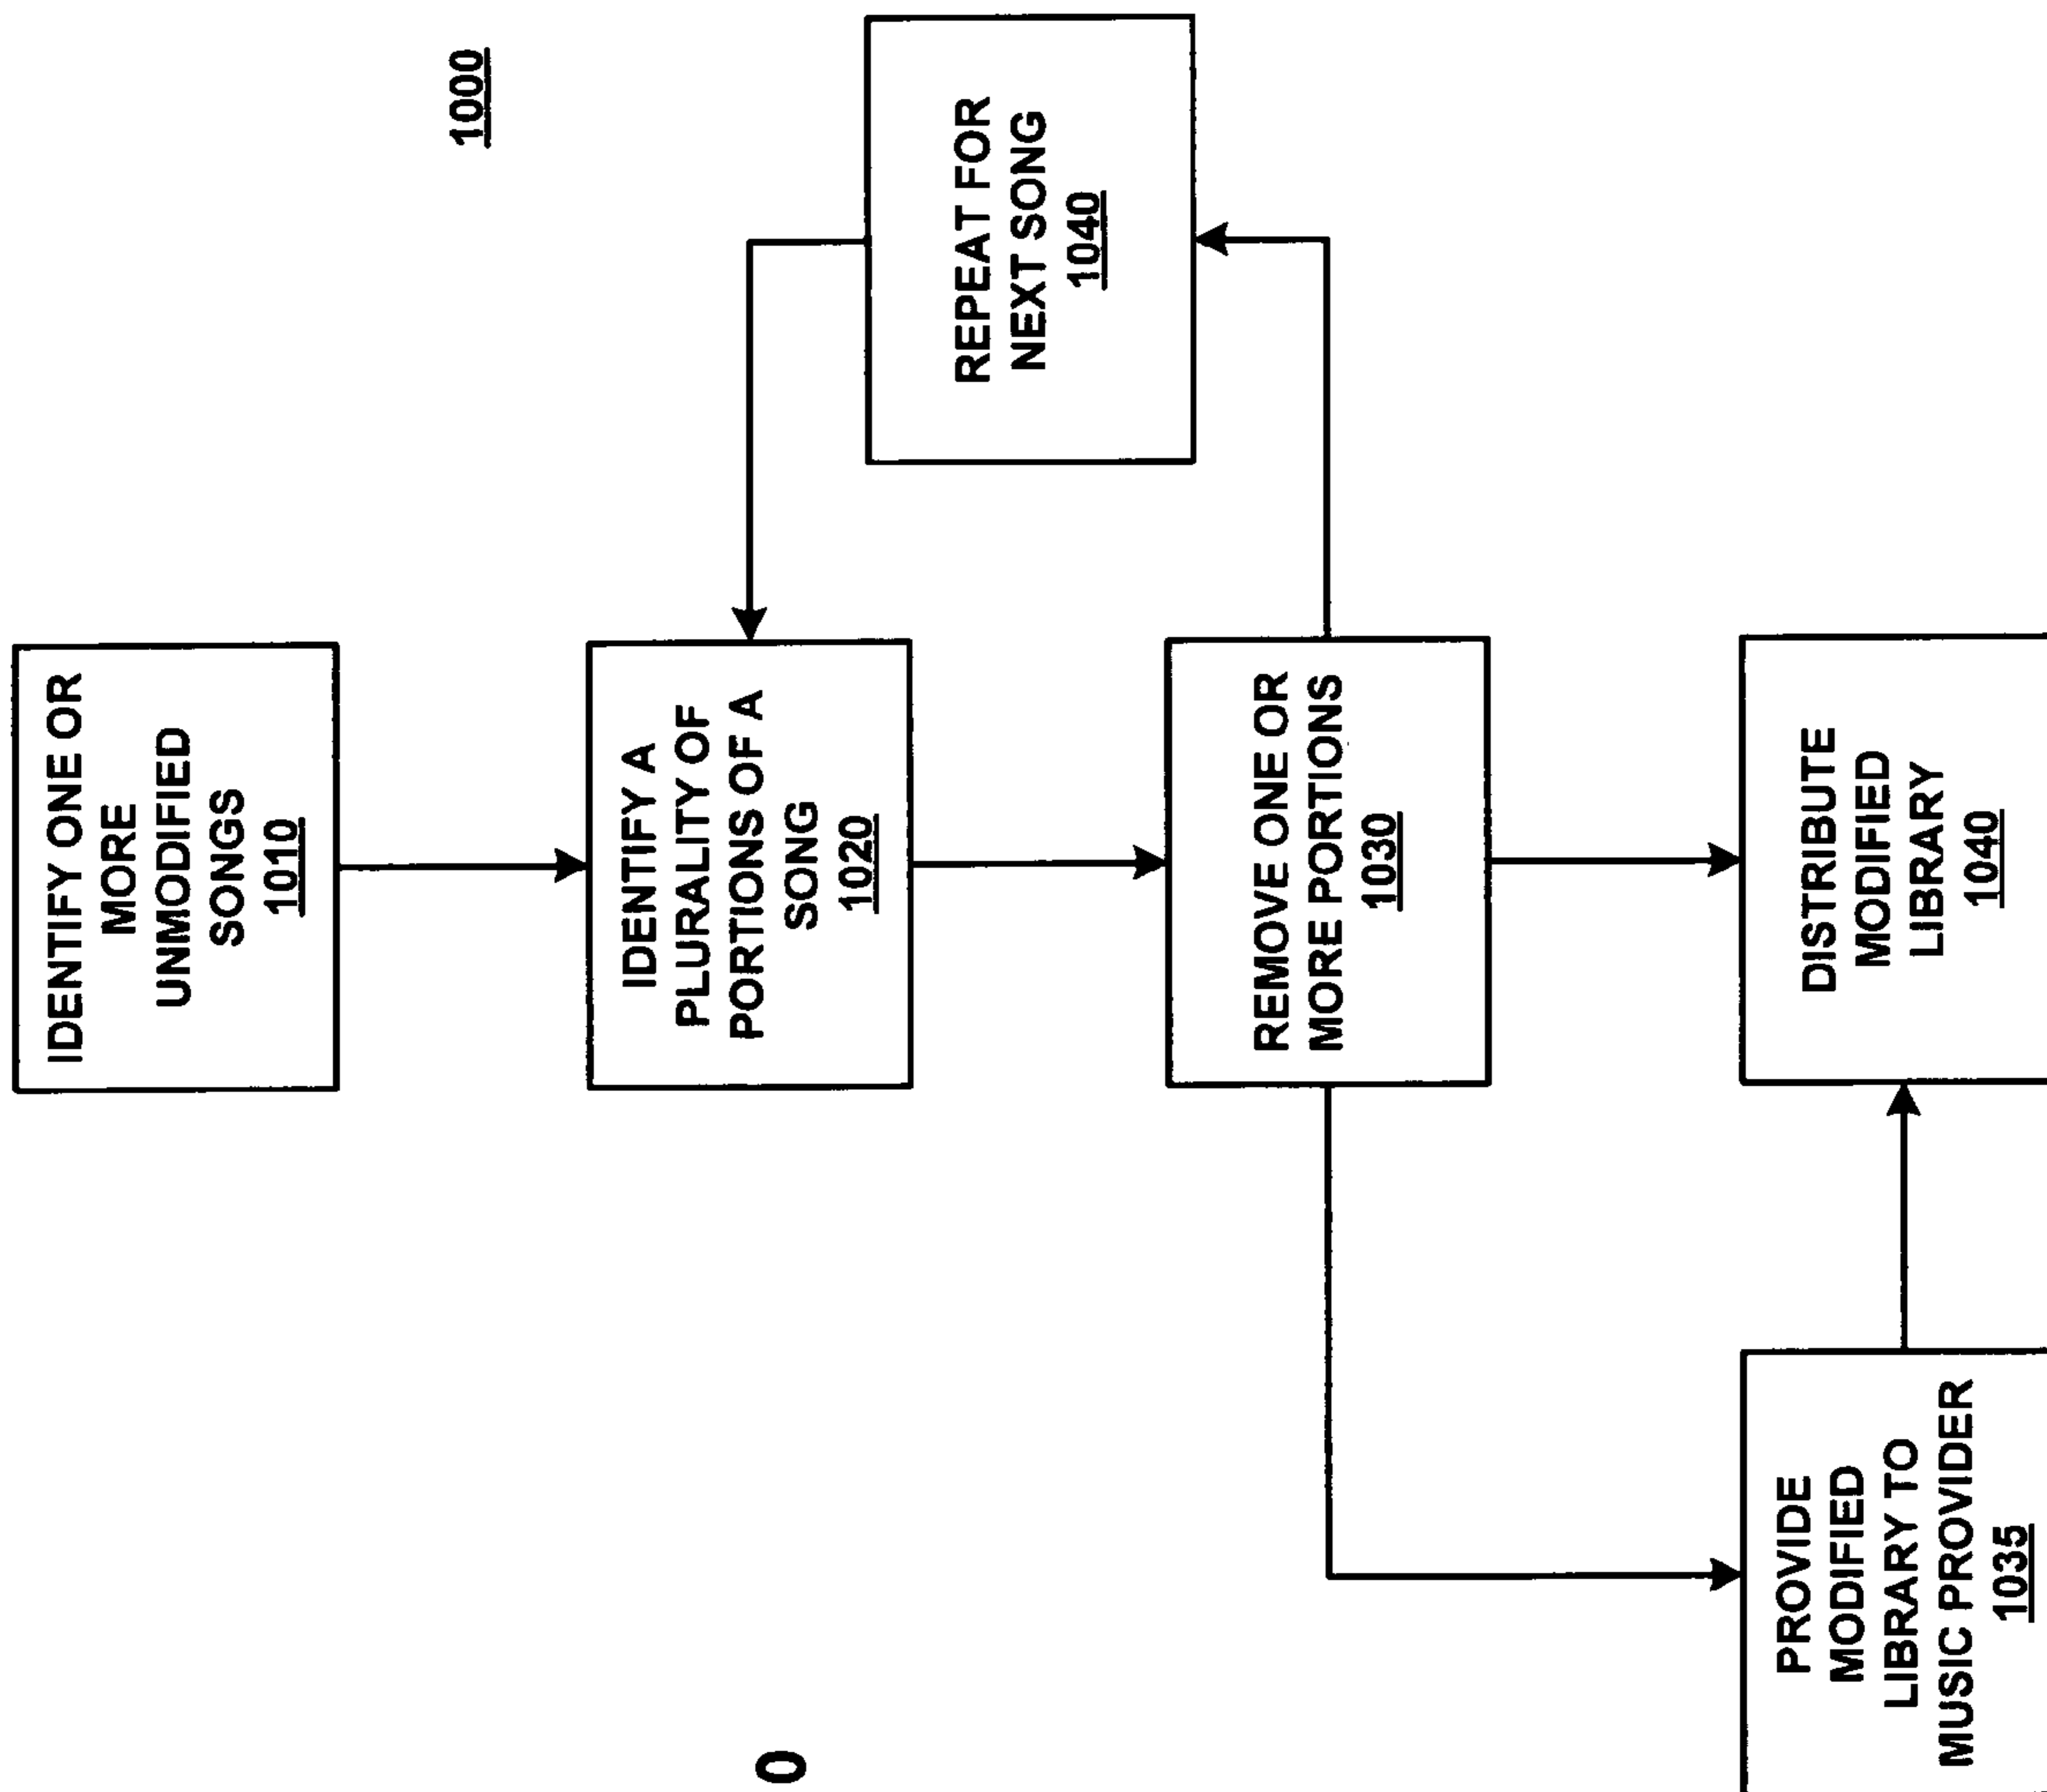 1000
IDENTIFY ONE OR
MORE
UNMODIFIED
SONGS
1010
IDENTIFY A
PLURALITY OF
PORTIONS OF A
SONG
1020
REPEAT FOR
NEXT SONG
1040
REMOVE ONE OR
MORE PORTIONS
1030
DISTRIBUTE
MODIFIED
LIBRARY
1040
PROVIDE
MODIFIED
LIBRARY TO
MUSIC PROVIDER
1035
0